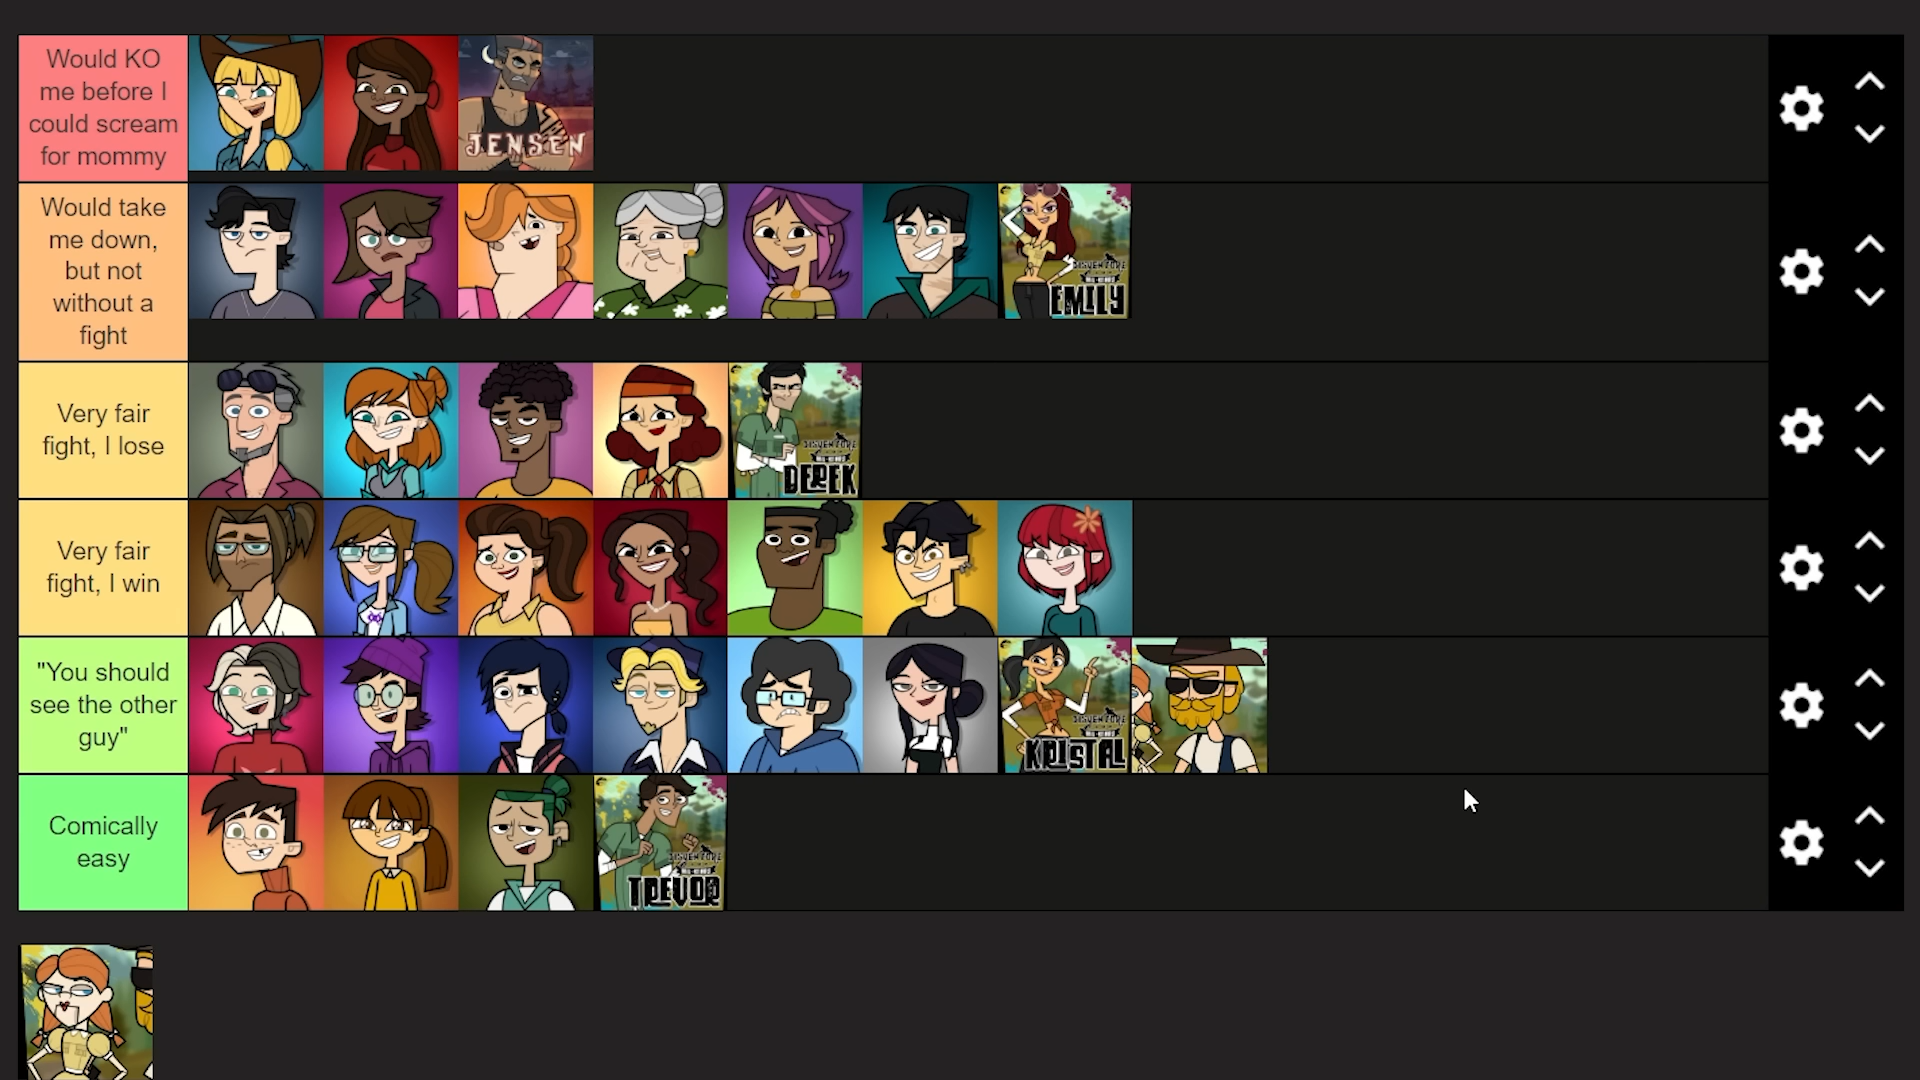 Would KO
me before I
could scream
for mommy
JENSEN
Would take
me down,
but not
without a
fight
EMILY
Very fair
fight, I lose
DEREK
Very fair
fight, I win
"You should
see the other
guy"
KRISTAL
Comically
easy
TREVOR